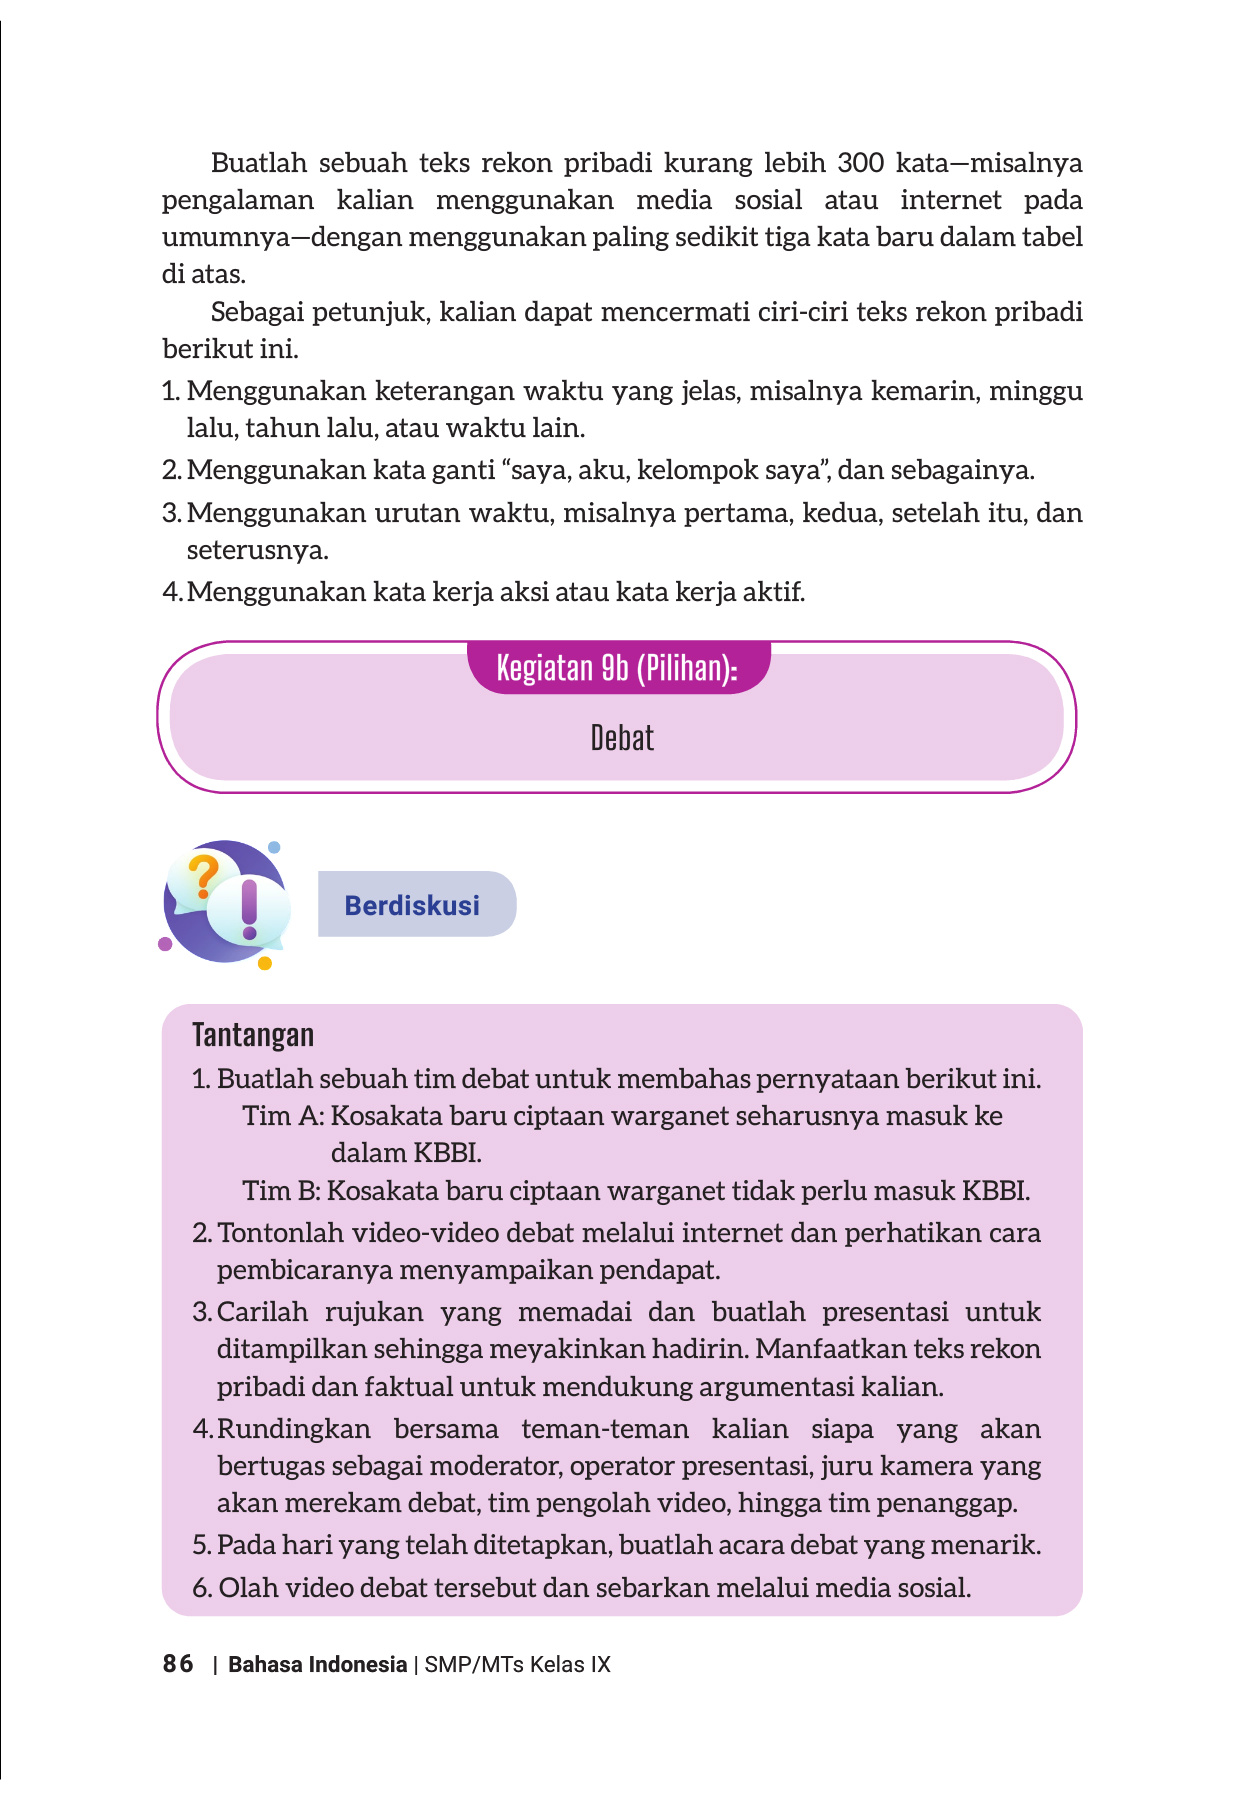 Buatlah sebuah teks rekon pribadi kurang lebih 300 kata—misalnya
pengalaman kalian menggunakan media sosial atau internet pada
umumnya—dengan menggunakan paling sedikit tiga kata baru dalam tabel
di atas.
Sebagai petunjuk, kalian dapat mencermati ciri-ciri teks rekon pribadi
berikut ini.
1. Menggunakan keterangan waktu yang jelas, misalnya kemarin, minggu
lalu, tahun lalu, atau waktu lain.
2. Menggunakan kata ganti “saya, aku, kelompok saya”, dan sebagainya.
3. Menggunakan urutan waktu, misalnya pertama, kedua, setelah itu, dan
seterusnya.
4. Menggunakan kata kerja aksi atau kata kerja aktif.
Kegiatan 9b (Pilihan):
Debat
?
!
Berdiskusi
Tantangan
1. Buatlah sebuah tim debat untuk membahas pernyataan berikut ini.
Tim A: Kosakata baru ciptaan warganet seharusnya masuk ke
dalam KBBI.
Tim B: Kosakata baru ciptaan warganet tidak perlu masuk KBBI.
2. Tontonlah video-video debat melalui internet dan perhatikan cara
pembicaranya menyampaikan pendapat.
3. Carilah rujukan yang memadai dan buatlah presentasi untuk
ditampilkan sehingga meyakinkan hadirin. Manfaatkan teks rekon
pribadi dan faktual untuk mendukung argumentasi kalian.
4. Rundingkan bersama teman-teman kalian siapa yang akan
bertugas sebagai moderator, operator presentasi, juru kamera yang
akan merekam debat, tim pengolah video, hingga tim penanggap.
5. Pada hari yang telah ditetapkan, buatlah acara debat yang menarik.
6. Olah video debat tersebut dan sebarkan melalui media sosial.
86 | Bahasa Indonesia | SMP/MTs Kelas IX